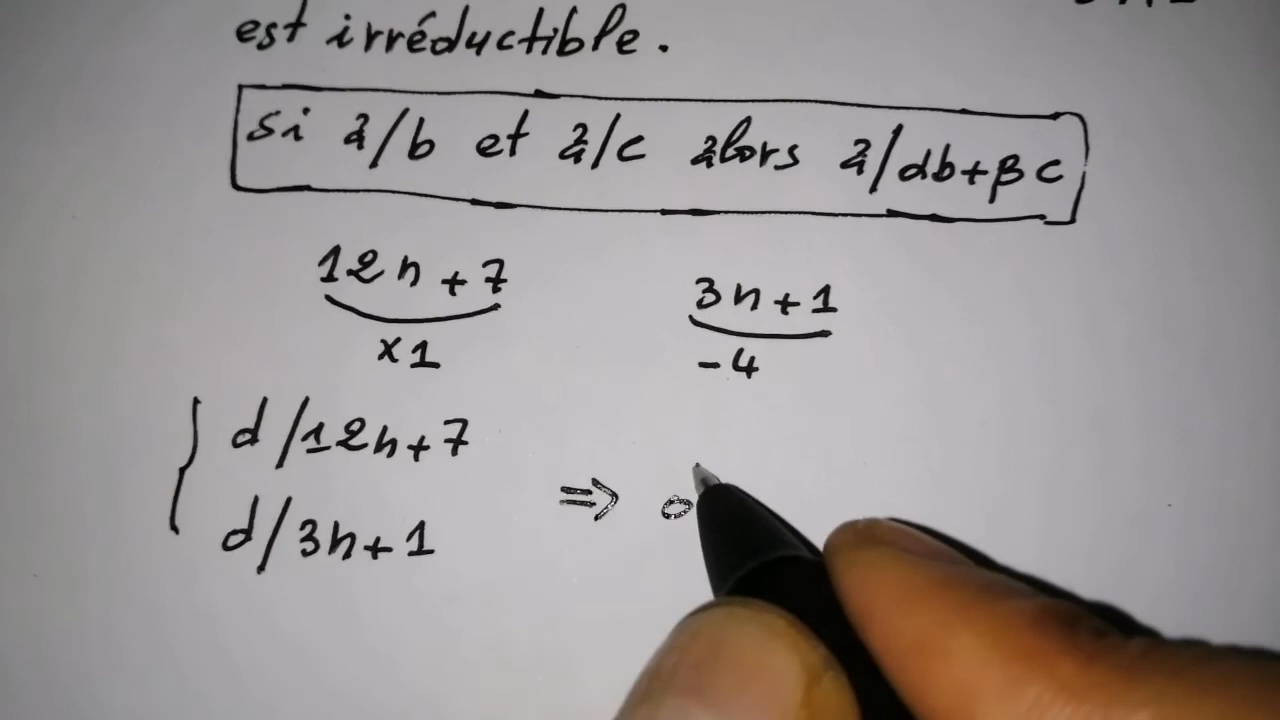 est irréductible.
si a/b et a/c alors a/αb+βc
12n+7 3n+1
x1 -4
d/12n+7
d/3n+1
=>